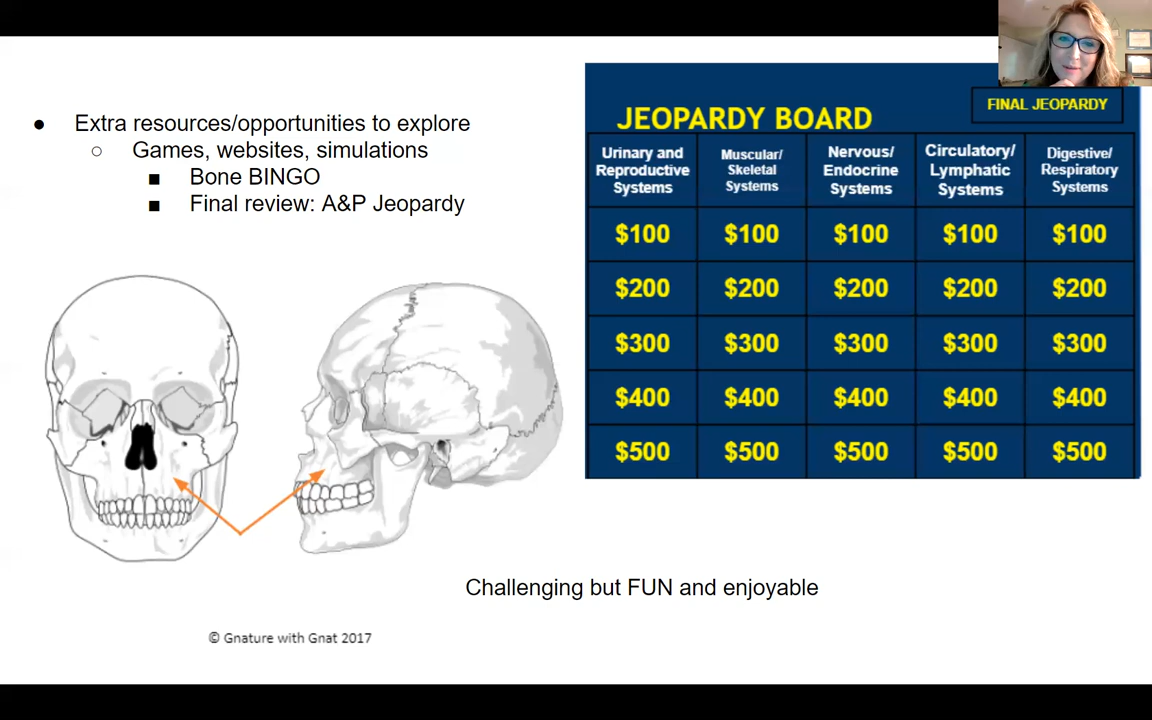 ● Extra resources/opportunities to explore
○ Games, websites, simulations
■ Bone BINGO
■ Final review: A&P Jeopardy
JEOPARDY BOARD
FINAL JEOPARDY
Urinary and
Reproductive
Systems
Muscular/
Skeletal
Systems
Nervous/
Endocrine
Systems
Circulatory/
Lymphatic
Systems
Digestive/
Respiratory
Systems
$100 $100 $100 $100 $100
$200 $200 $200 $200 $200
$300 $300 $300 $300 $300
$400 $400 $400 $400 $400
$500 $500 $500 $500 $500
Challenging but FUN and enjoyable
© Gnature with Gnat 2017